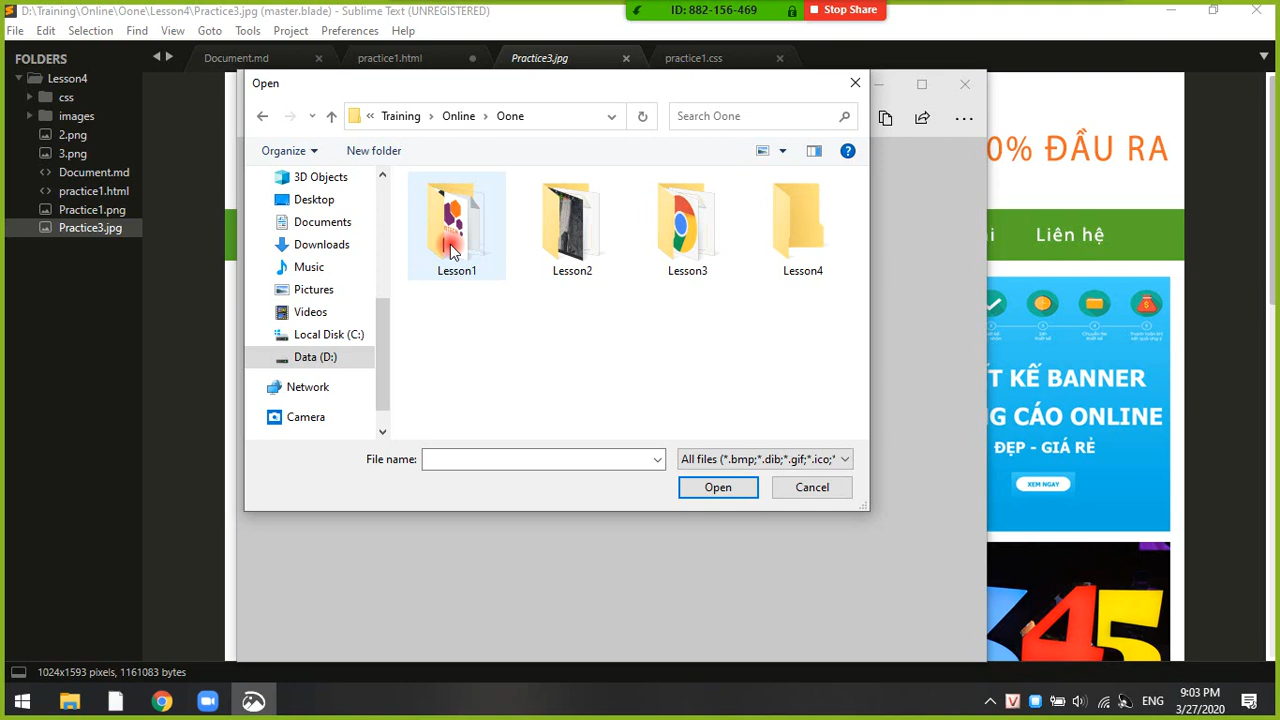 D:\Training\Online\Oone\Lesson4\Practice3.jpg (master.blade) - Sublime Text (UNREGISTERED)
ID: 882-156-469
Stop Share
File Edit Selection Find View Goto Tools Project Preferences Help
FOLDERS
Lesson4
css
images
2.png
3.png
Document.md
practice1.html
Practice1.png
Practice3.jpg
Document.md practice1.html Practice3.jpg practice1.css
Open
Training Online Oone
Search Oone
Organize New folder
3D Objects
Desktop
Documents
Downloads
Music
Pictures
Videos
Local Disk (C:)
Data (D:)
Network
Camera
Lesson1 Lesson2 Lesson3 Lesson4
File name:
All files (*.bmp;*.dib;*.gif;*.ico;*
Open Cancel
0% ĐẦU RA
Liên hệ
ẾT KẾ BANNER
NG CÁO ONLINE
ĐẸP - GIÁ RẺ
XEM NGAY
345
1024x1593 pixels, 1161083 bytes
ENG
9:03 PM
3/27/2020